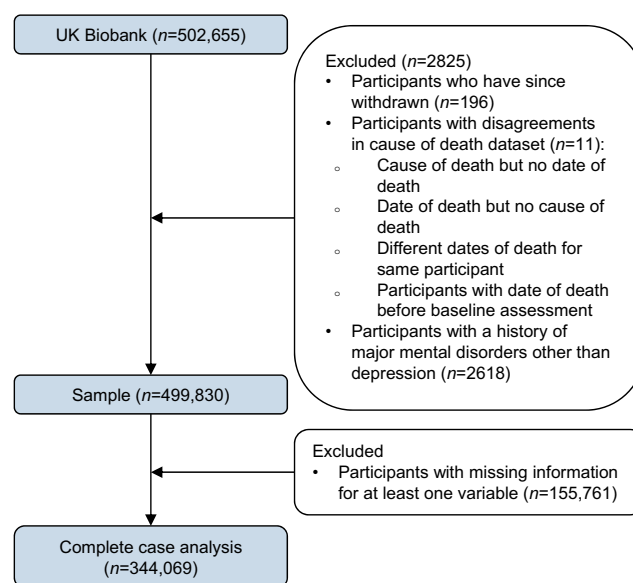 UK Biobank (n=502,655)
Excluded (n=2825)
• Participants who have since
withdrawn (n=196)
• Participants with disagreements
in cause of death dataset (n=11):
○ Cause of death but no date of
death
○ Date of death but no cause of
death
○ Different dates of death for
same participant
○ Participants with date of death
before baseline assessment
• Participants with a history of
major mental disorders other than
depression (n=2618)
Sample (n=499,830)
Excluded
• Participants with missing information
for at least one variable (n=155,761)
Complete case analysis
(n=344,069)